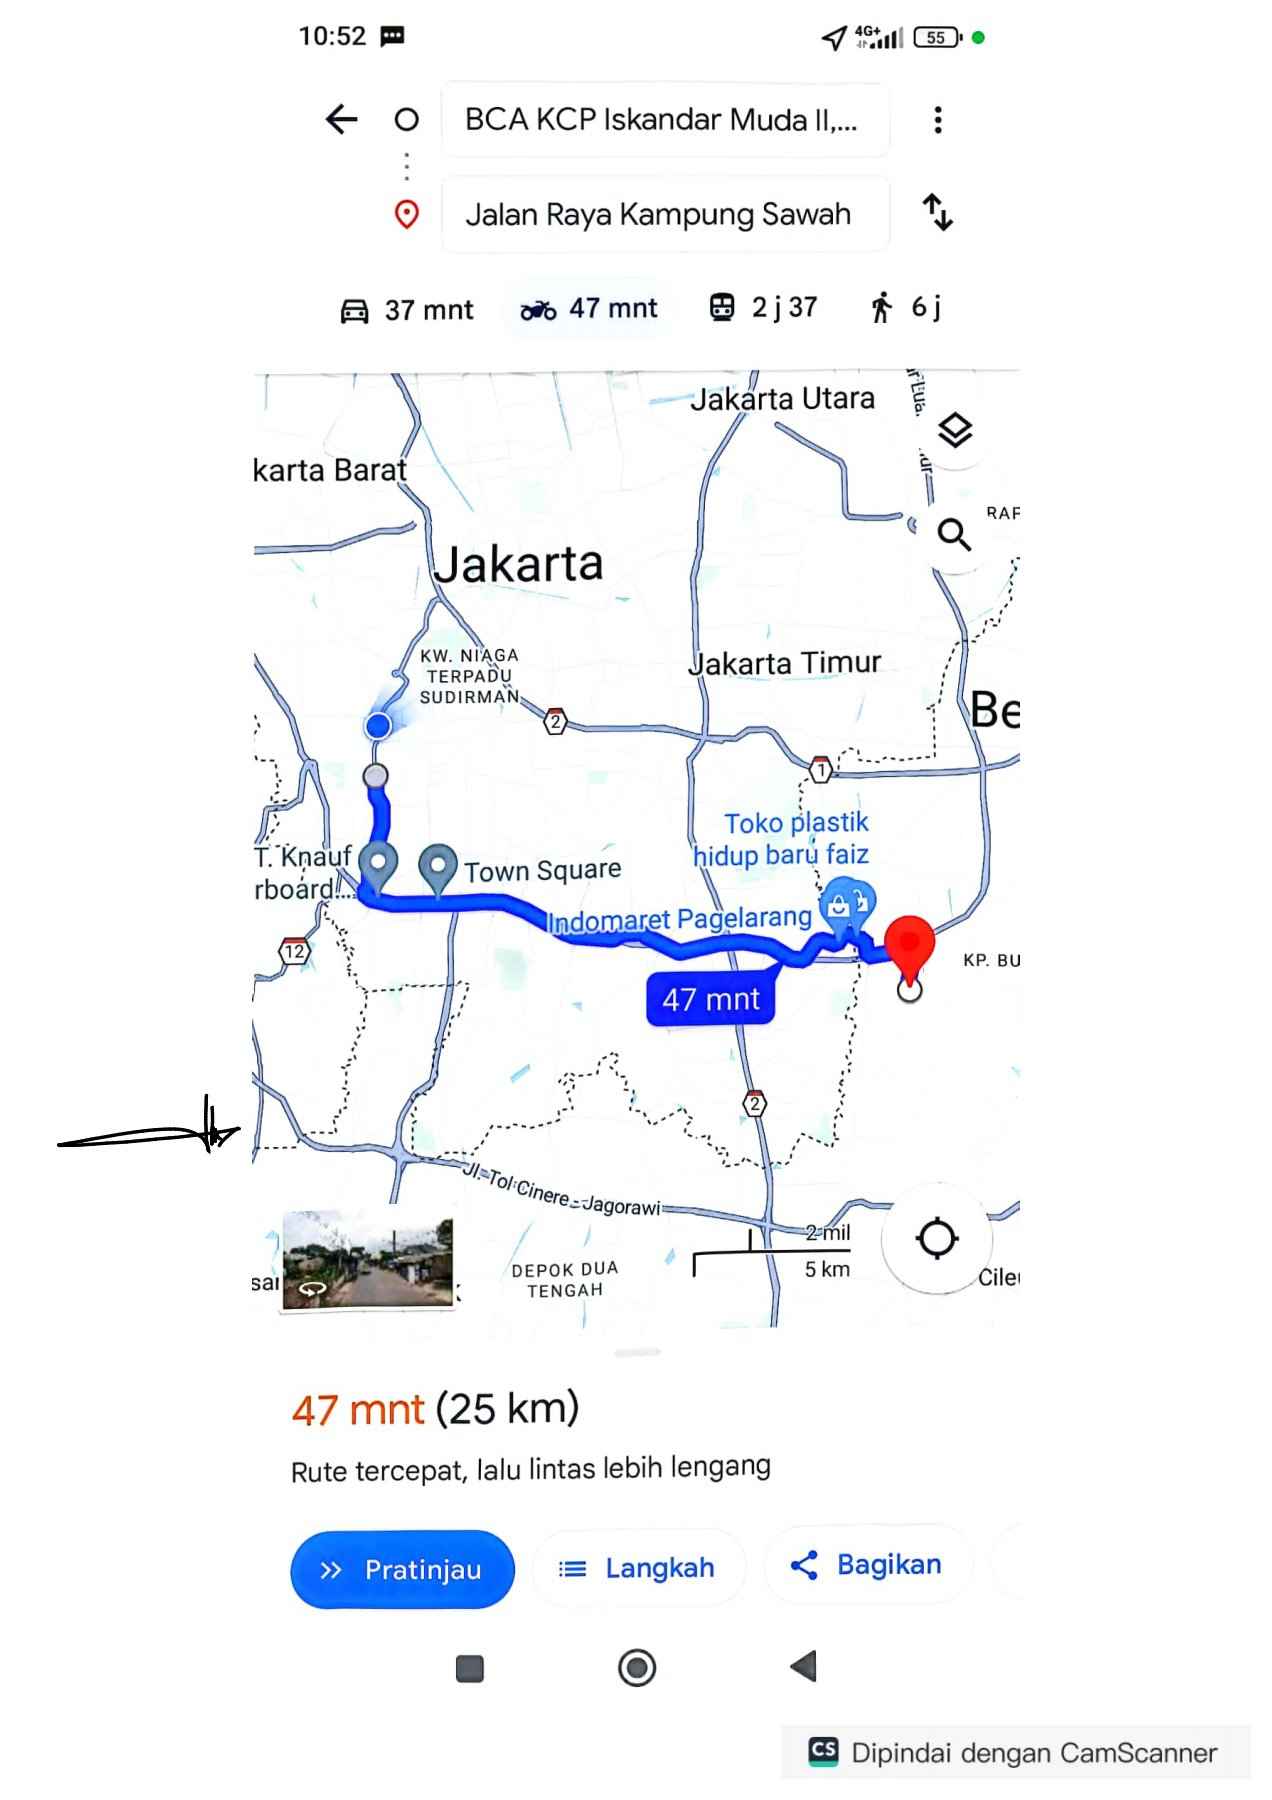 10:52
4G+
55
BCA KCP Iskandar Muda II,...
Jalan Raya Kampung Sawah
37 mnt
47 mnt
2 j 37
6 j
Jakarta Utara
karta Barat
RAF
Jakarta
KW. NIAGA
TERPADU
SUDIRMAN
Jakarta Timur
Be
2
1
Toko plastik
hidup baru faiz
T. Knauf
rboard...
Town Square
Indomaret Pagelarang
12
KP. BU
47 mnt
2
Jl. Tol Cinere - Jagorawi
2 mil
5 km
DEPOK DUA
TENGAH
sai
Cileu
47 mnt (25 km)
Rute tercepat, lalu lintas lebih lengang
Pratinjau
Langkah
Bagikan
CS Dipindai dengan CamScanner